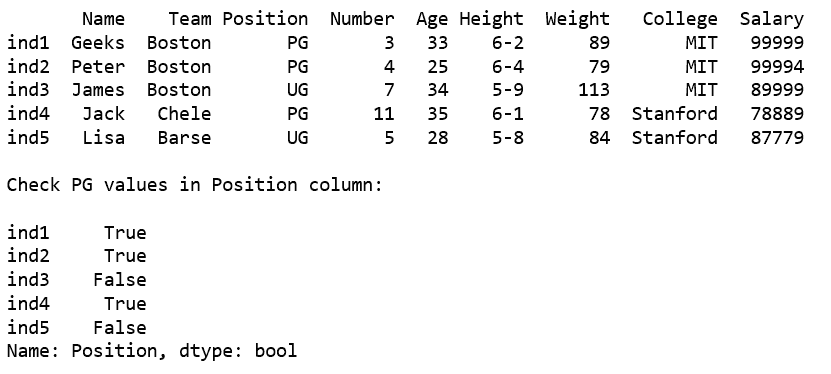 Name    Team Position  Number  Age Height  Weight   College  Salary
ind1  Geeks  Boston       PG       3   33    6-2      89       MIT   99999
ind2  Peter  Boston       PG       4   25    6-4      79       MIT   99994
ind3  James  Boston       UG       7   34    5-9     113       MIT   89999
ind4   Jack   Chele       PG      11   35    6-1      78  Stanford   78889
ind5   Lisa   Barse       UG       5   28    5-8      84  Stanford   87779
Check PG values in Position column:
ind1     True
ind2     True
ind3    False
ind4     True
ind5    False
Name: Position, dtype: bool